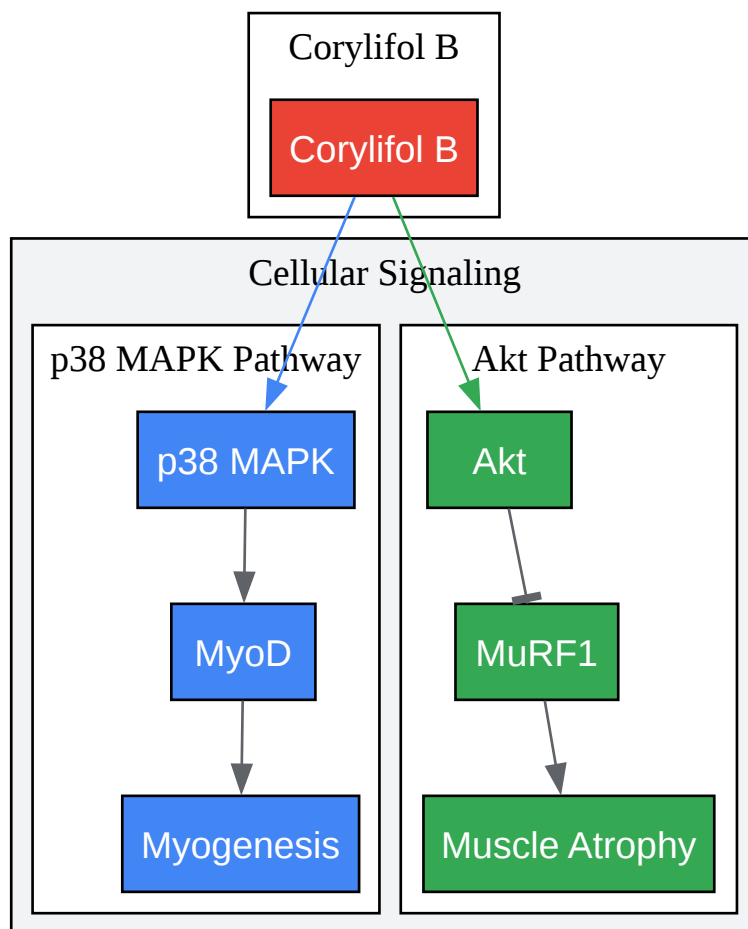 Corylifol B
Corylifol B
Cellular Signaling
p38 MAPK Pathway
Akt Pathway
p38 MAPK
Akt
MyoD
MuRF1
Myogenesis
Muscle Atrophy